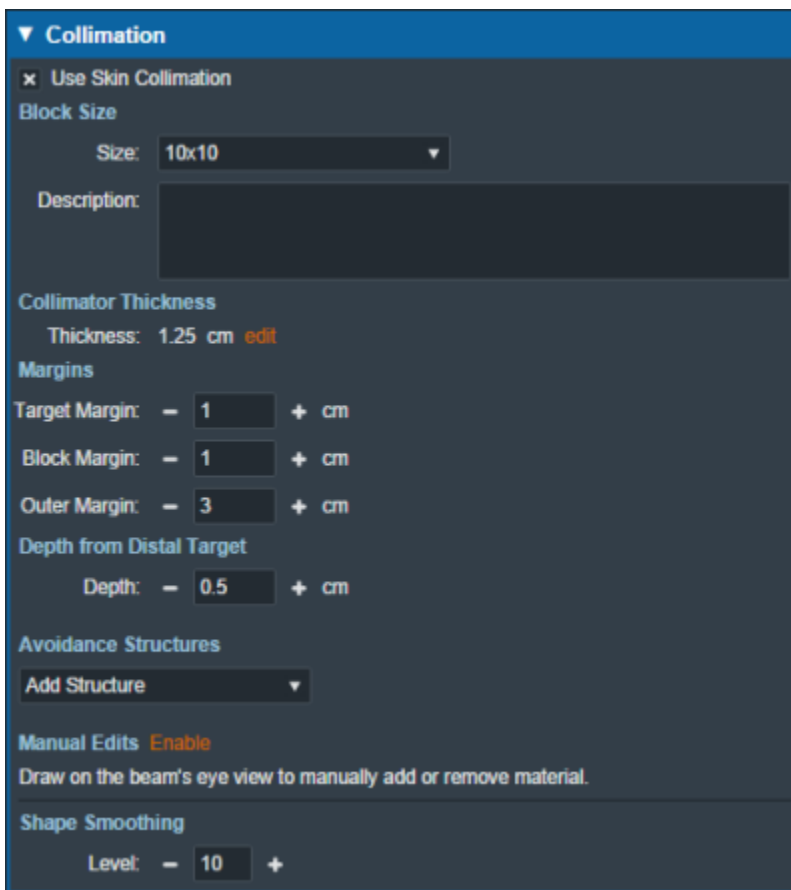 Collimation
Use Skin Collimation
Block Size
Size: 10x10
Description:
Collimator Thickness
Thickness: 1.25 cm edit
Margins
Target Margin: − 1 + cm
Block Margin: − 1 + cm
Outer Margin: − 3 + cm
Depth from Distal Target
Depth: − 0.5 + cm
Avoidance Structures
Add Structure
Manual Edits Enable
Draw on the beam's eye view to manually add or remove material.
Shape Smoothing
Level: − 10 +